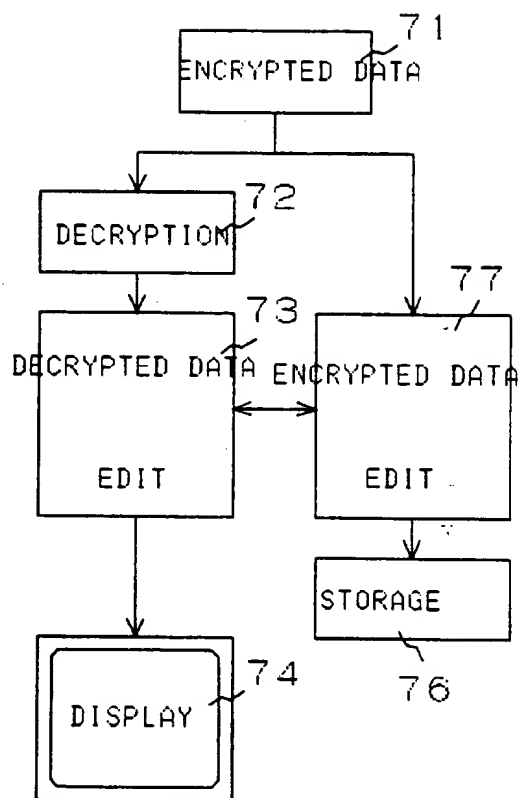 71
ENCRYPTED DATA
72
DECRYPTION
77
73
DECRYPTED DATA
ENCRYPTED DATA
EDIT
EDIT
STORAGE
76
74
DISPLAY